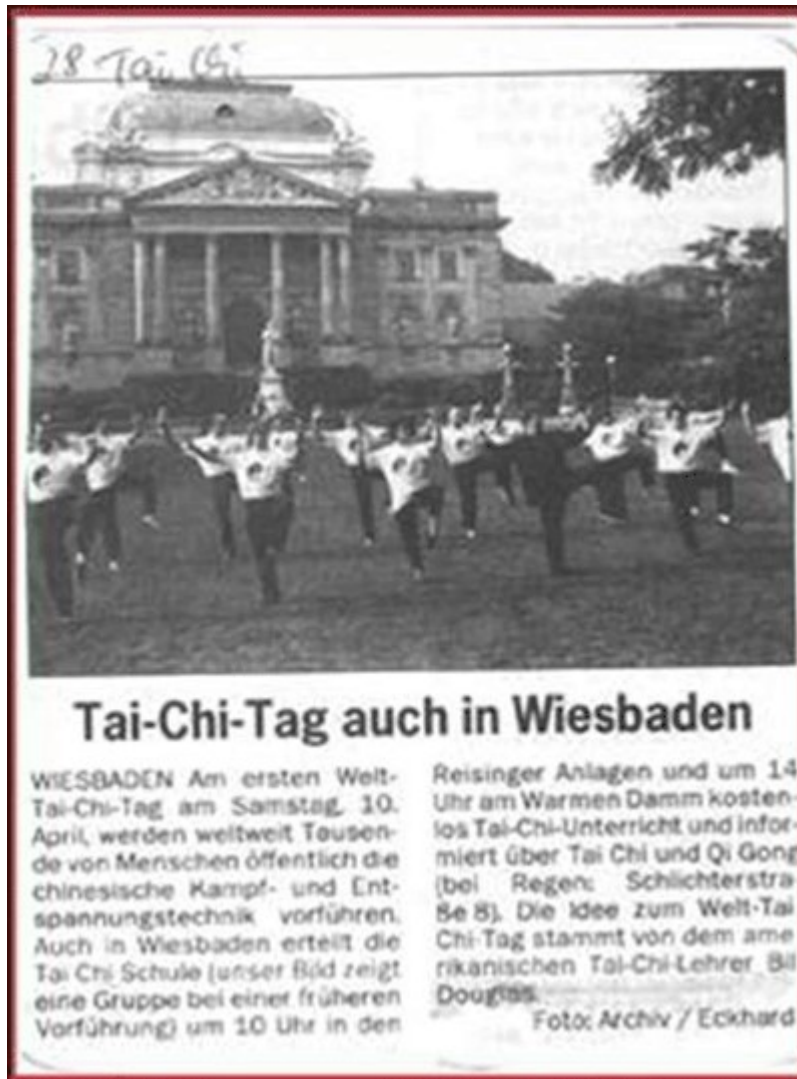 28 Tai Chi
Tai-Chi-Tag auch in Wiesbaden
WIESBADEN Am ersten Welt-
Tai-Chi-Tag am Samstag, 10.
April, werden weltweit Tausen-
de von Menschen öffentlich die
chinesische Kampf- und Ent-
spannungstechnik vorführen.
Auch in Wiesbaden erteilt die
Tai Chi Schule (unser Bild zeigt
eine Gruppe bei einer früheren
Vorführung) um 10 Uhr in den
Reisinger Anlagen und um 14
Uhr am Warmen Damm kosten-
los Tai-Chi-Unterricht und infor-
miert über Tai Chi und Qi Gong
(bei Regen: Schlichterstra-
ße 8). Die Idee zum Welt-Tai
Chi-Tag stammt von dem ame
rikanischen Tai-Chi-Lehrer Bil
Douglas.
Foto: Archiv / Eckhard